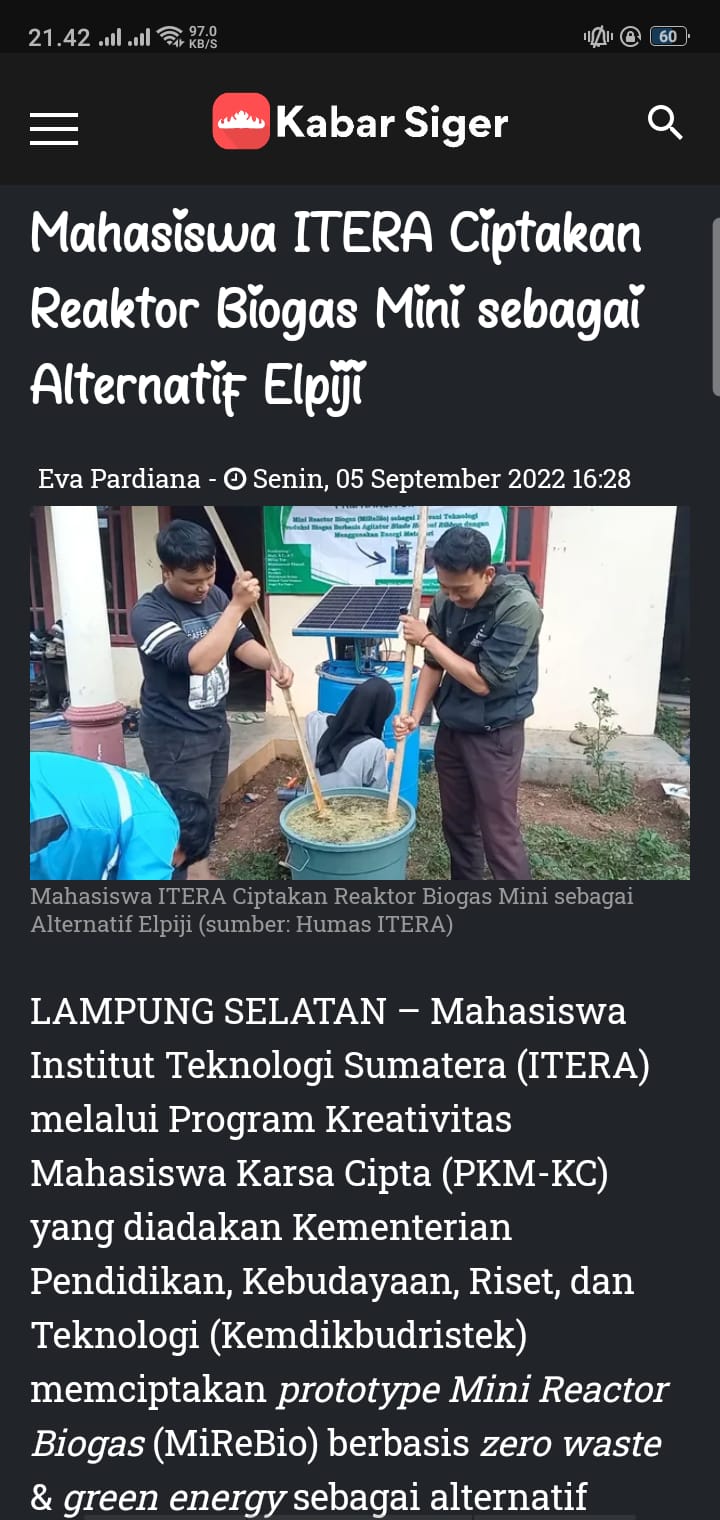 21.42
97.0
KB/S
60
Kabar Siger
Mahasiswa ITERA Ciptakan
Reaktor Biogas Mini sebagai
Alternatif Elpiji
Eva Pardiana - Senin, 05 September 2022 16:28
Mini Reactor Biogas (MiReBio) sebagai Inovasi Teknologi
Produksi Biogas Berbasis Agitator Blade Helical Ribbon dengan
Menggunakan Energi Matahari
Mahasiswa ITERA Ciptakan Reaktor Biogas Mini sebagai
Alternatif Elpiji (sumber: Humas ITERA)
LAMPUNG SELATAN – Mahasiswa
Institut Teknologi Sumatera (ITERA)
melalui Program Kreativitas
Mahasiswa Karsa Cipta (PKM-KC)
yang diadakan Kementerian
Pendidikan, Kebudayaan, Riset, dan
Teknologi (Kemdikbudristek)
memciptakan prototype Mini Reactor
Biogas (MiReBio) berbasis zero waste
& green energy sebagai alternatif